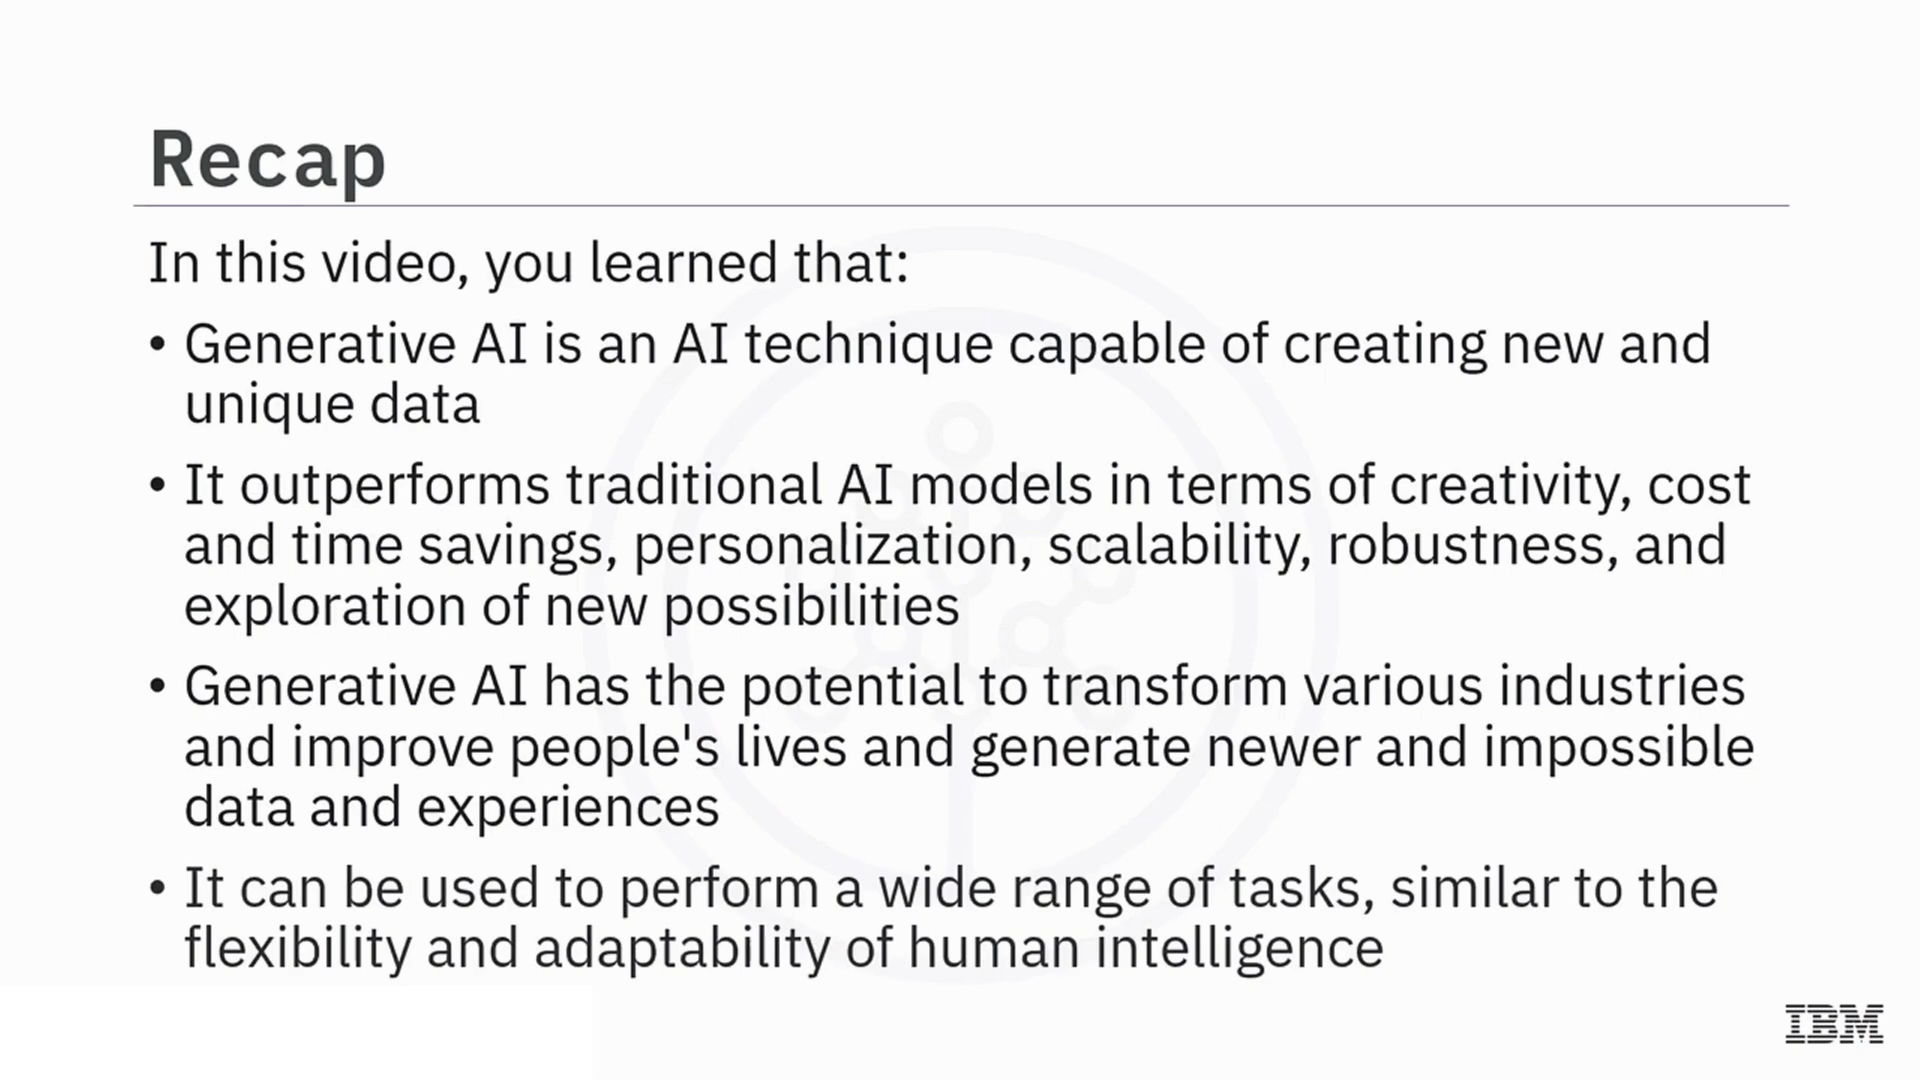 Recap
In this video, you learned that:
• Generative AI is an AI technique capable of creating new and
unique data
• It outperforms traditional AI models in terms of creativity, cost
and time savings, personalization, scalability, robustness, and
exploration of new possibilities
• Generative AI has the potential to transform various industries
and improve people's lives and generate newer and impossible
data and experiences
• It can be used to perform a wide range of tasks, similar to the
flexibility and adaptability of human intelligence
IBM